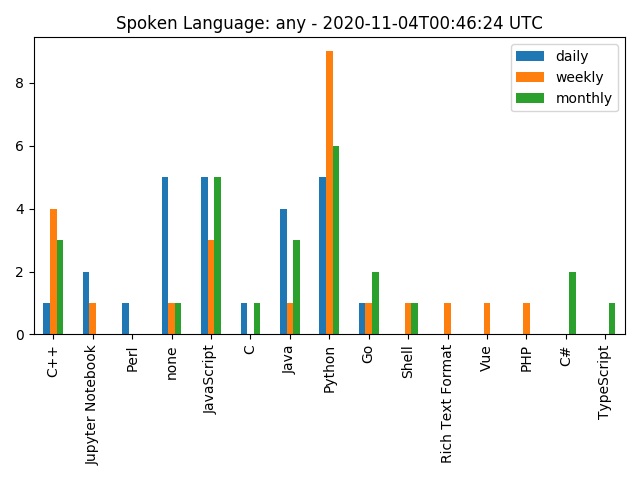 Spoken Language: any - 2020-11-04T00:46:24 UTC
daily
weekly
monthly
8
6
4
2
0
C++
Jupyter Notebook
Perl
none
JavaScript
C
Java
Python
Go
Shell
Rich Text Format
Vue
PHP
C#
TypeScript